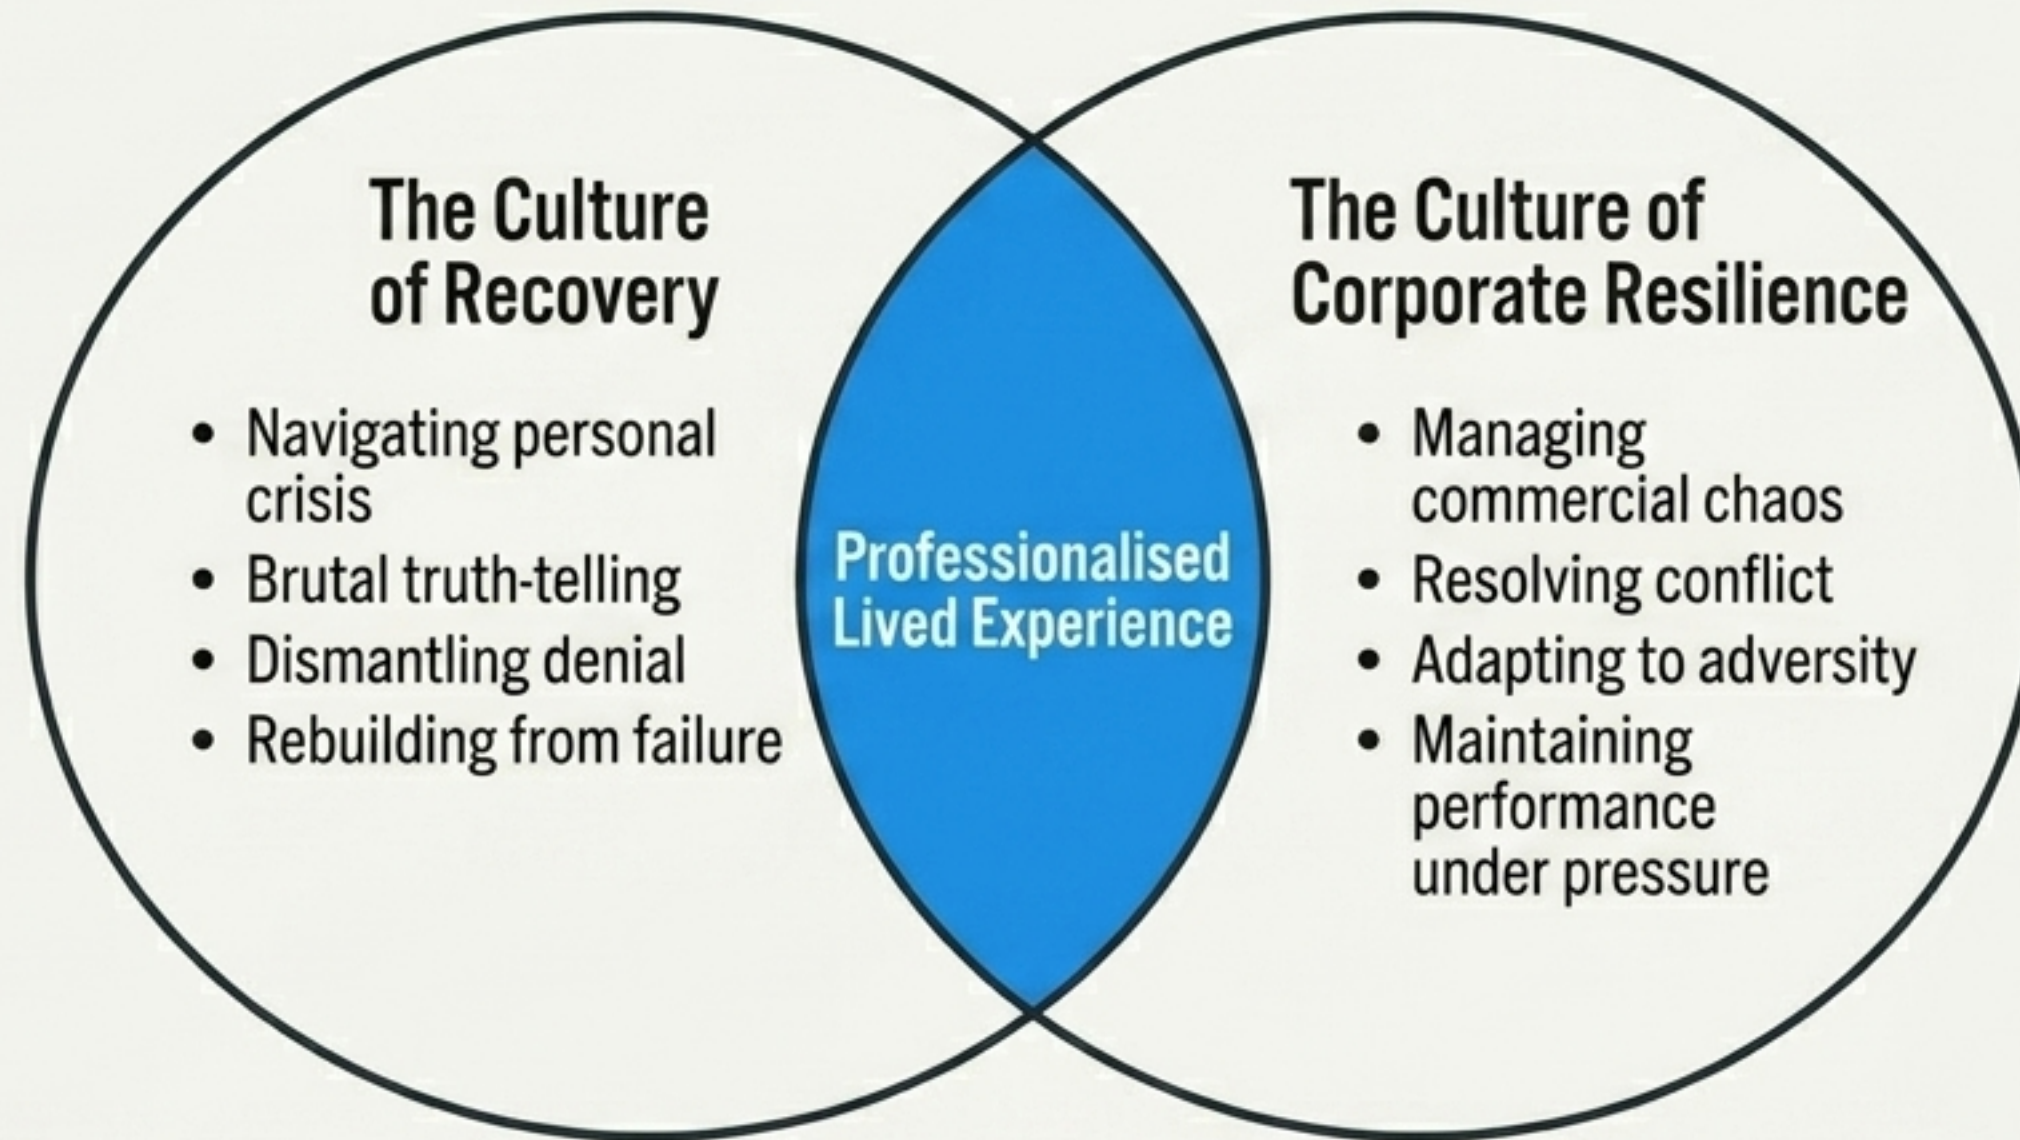 The Culture
of Recovery
• Navigating personal
crisis
• Brutal truth-telling
• Dismantling denial
• Rebuilding from failure
Professionalised
Lived Experience
The Culture of
Corporate Resilience
• Managing
commercial chaos
• Resolving conflict
• Adapting to adversity
• Maintaining
performance
under pressure